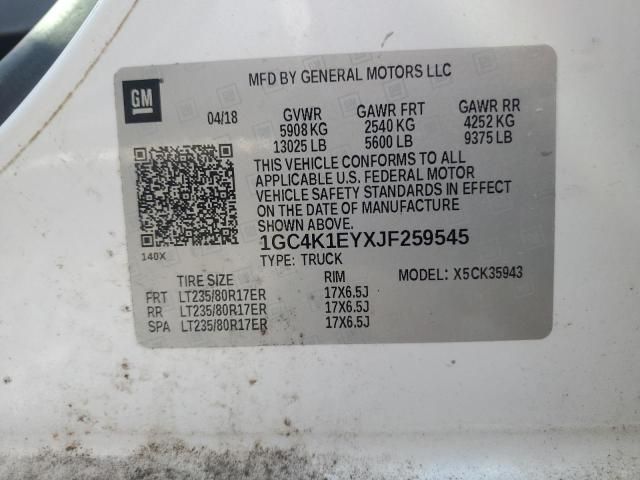 MFD BY GENERAL MOTORS LLC
GM
04/18 GVWR GAWR FRT GAWR RR
5908 KG 2540 KG 4252 KG
13025 LB 5600 LB 9375 LB
THIS VEHICLE CONFORMS TO ALL
APPLICABLE U.S. FEDERAL MOTOR
VEHICLE SAFETY STANDARDS IN EFFECT
ON THE DATE OF MANUFACTURE
SHOWN ABOVE.
1GC4K1EYXJF259545
140X
TYPE: TRUCK
TIRE SIZE RIM MODEL: X5CK35943
FRT LT235/80R17ER 17X6.5J
RR LT235/80R17ER 17X6.5J
SPA LT235/80R17ER 17X6.5J